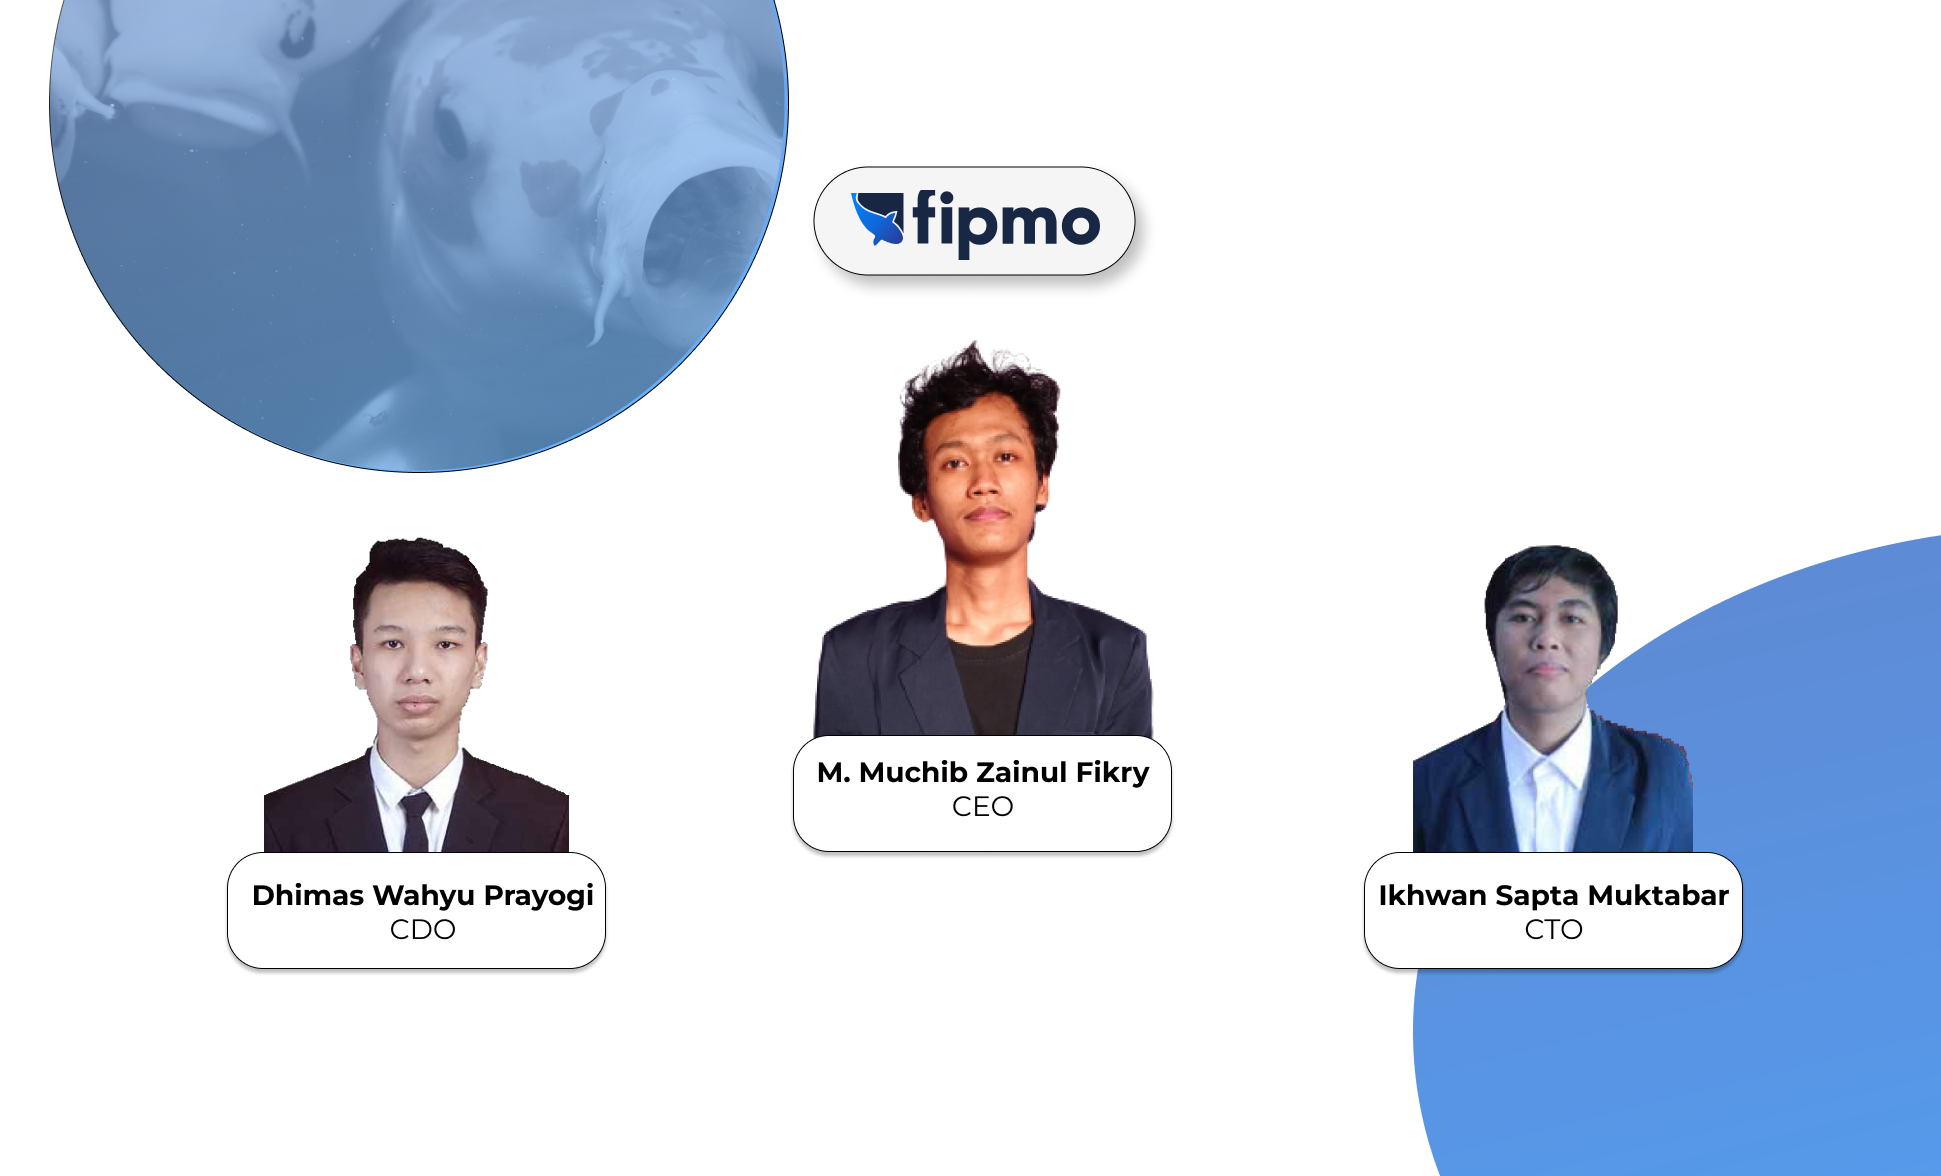 fipmo
M. Muchib Zainul Fikry
CEO
Dhimas Wahyu Prayogi
CDO
Ikhwan Sapta Muktabar
CTO